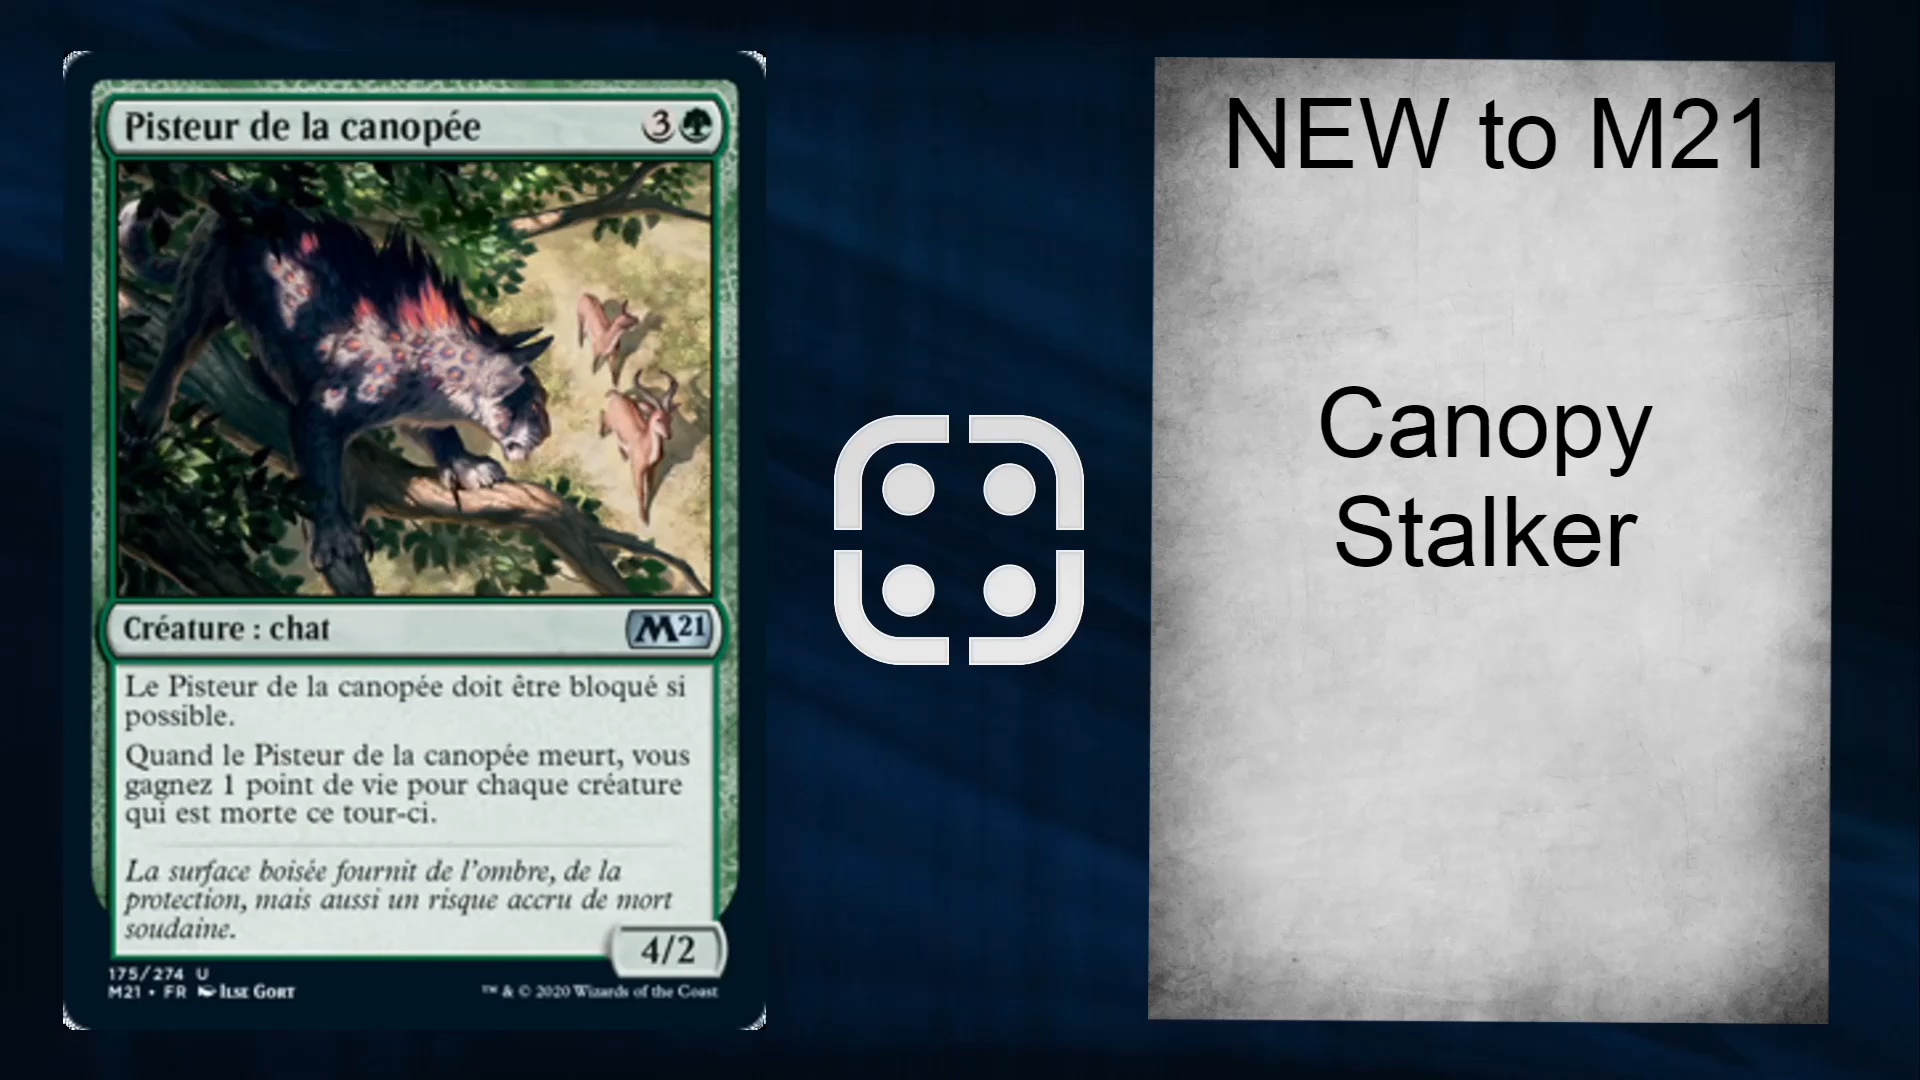 Pisteur de la canopée
3
Créature : chat
M21
Le Pisteur de la canopée doit être bloqué si
possible.
Quand le Pisteur de la canopée meurt, vous
gagnez 1 point de vie pour chaque créature
qui est morte ce tour-ci.
La surface boisée fournit de l'ombre, de la
protection, mais aussi un risque accru de mort
soudaine.
4/2
175/274 U
M21 • FR Ilse Gort
™ & © 2020 Wizards of the Coast
NEW to M21
Canopy
Stalker